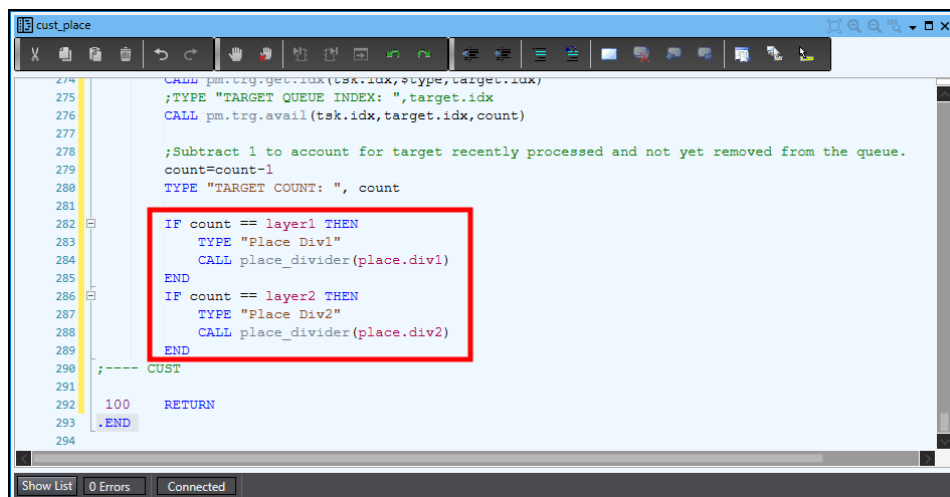 cust_place
274 CALL pm.trg.get.idx(tsk.idx,$type,target.idx)
275 ;TYPE "TARGET QUEUE INDEX: ",target.idx
276 CALL pm.trg.avail(tsk.idx,target.idx,count)
277
278 ;Subtract 1 to account for target recently processed and not yet removed from the queue.
279 count=count-1
280 TYPE "TARGET COUNT: ", count
281
282 IF count == layer1 THEN
283 TYPE "Place Div1"
284 CALL place_divider(place.div1)
285 END
286 IF count == layer2 THEN
287 TYPE "Place Div2"
288 CALL place_divider(place.div2)
289 END
290 ;---- CUST
291
292 100 RETURN
293 .END
294
Show List 0 Errors Connected